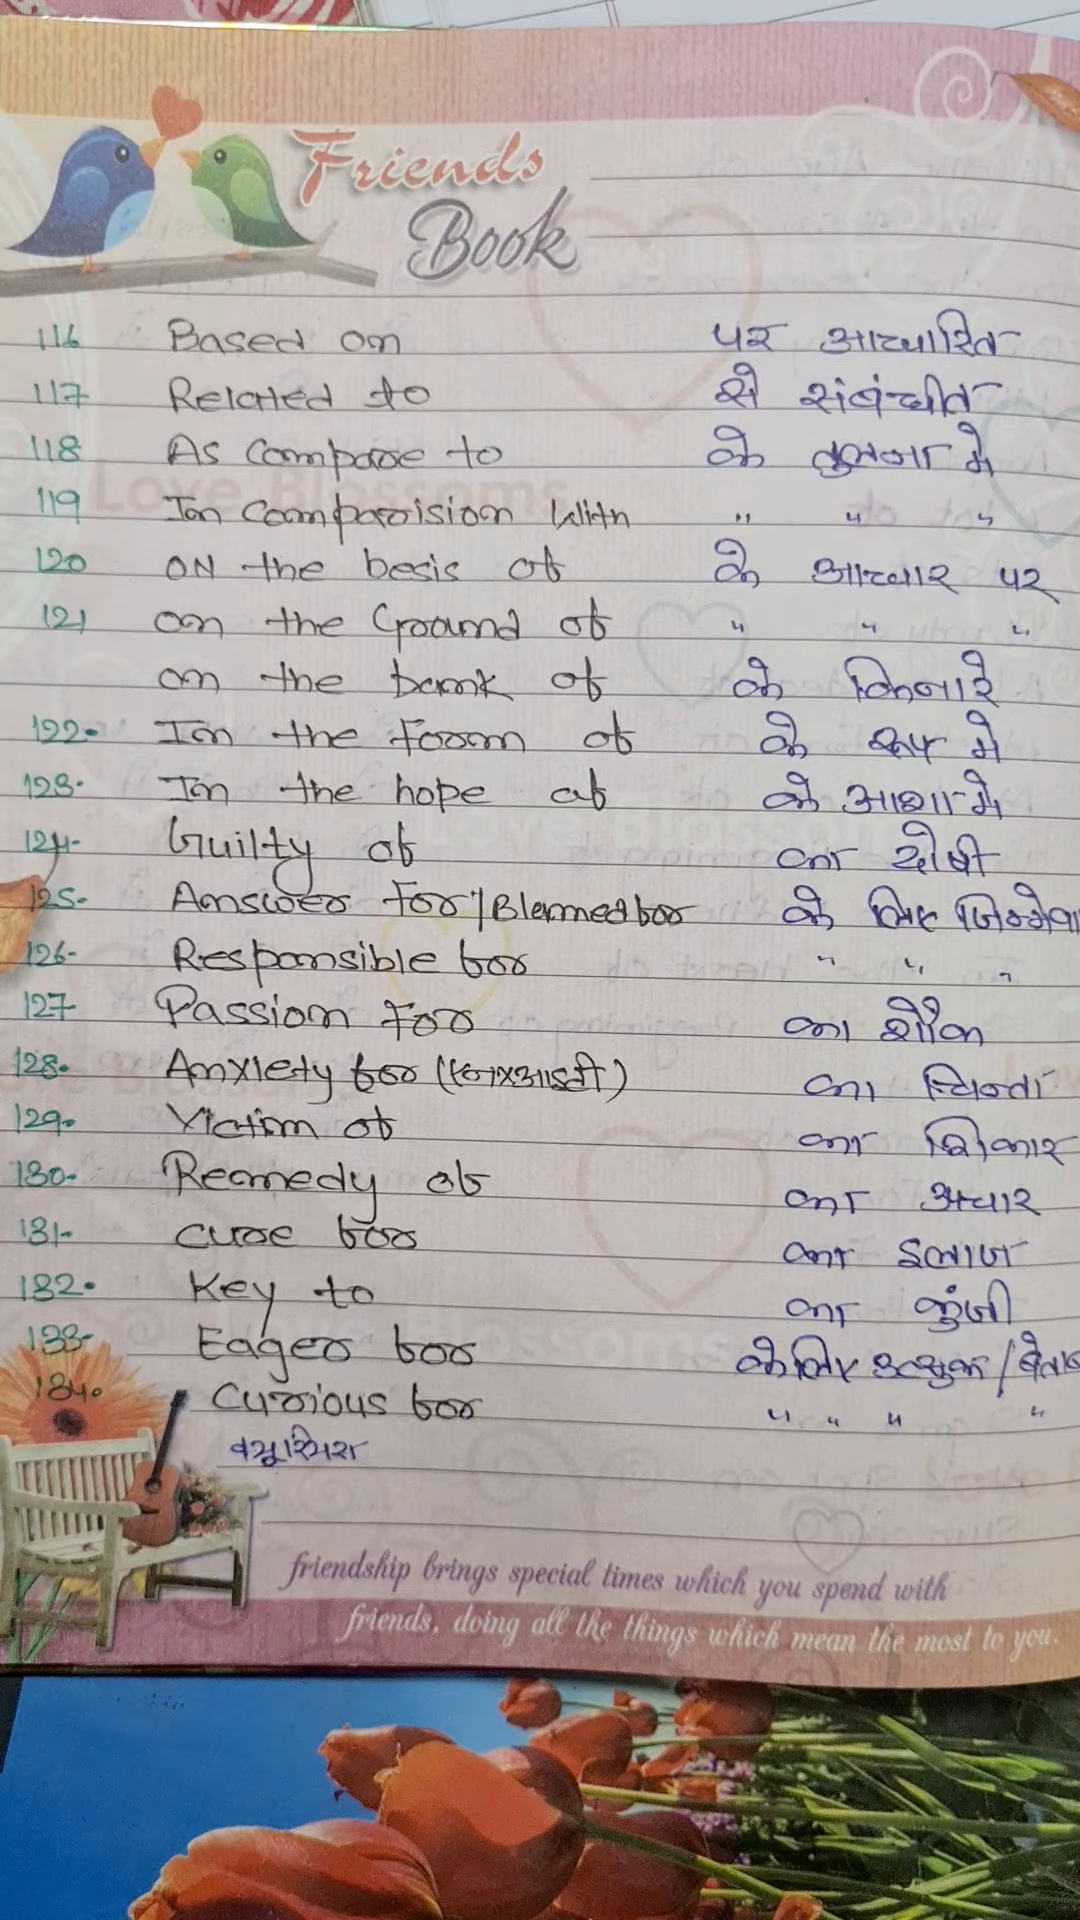 Friends
Book
116 Based on पर आधारित
117 Related to से संबंधीत
118 As Compare to के तुलना मे
119 In Comparision With " " "
120 ON the besis of के आधार पर
121 on the Ground of " " "
on the bank of के किनारे
122. In the form of के रूप मे
123. In the hope of के आशा मे
124. Guilty of का दोषी
125. Answer for/Blamed for के लिए जिम्मेवा
126. Responsible for " " "
127 Passion For का शौक
128. Anxiety for (एनxआइटी) का चिन्ता
129. Victim of का शिकार
130. Remedy of का उपचार
131. Cure for का इलाज
132. Key to का कुंजी
133. Eager for के लिए उत्सुक / बेताब
134. Curious for " " " "
क्यूरियश
friendship brings special times which you spend with
friends, doing all the things which mean the most to you.